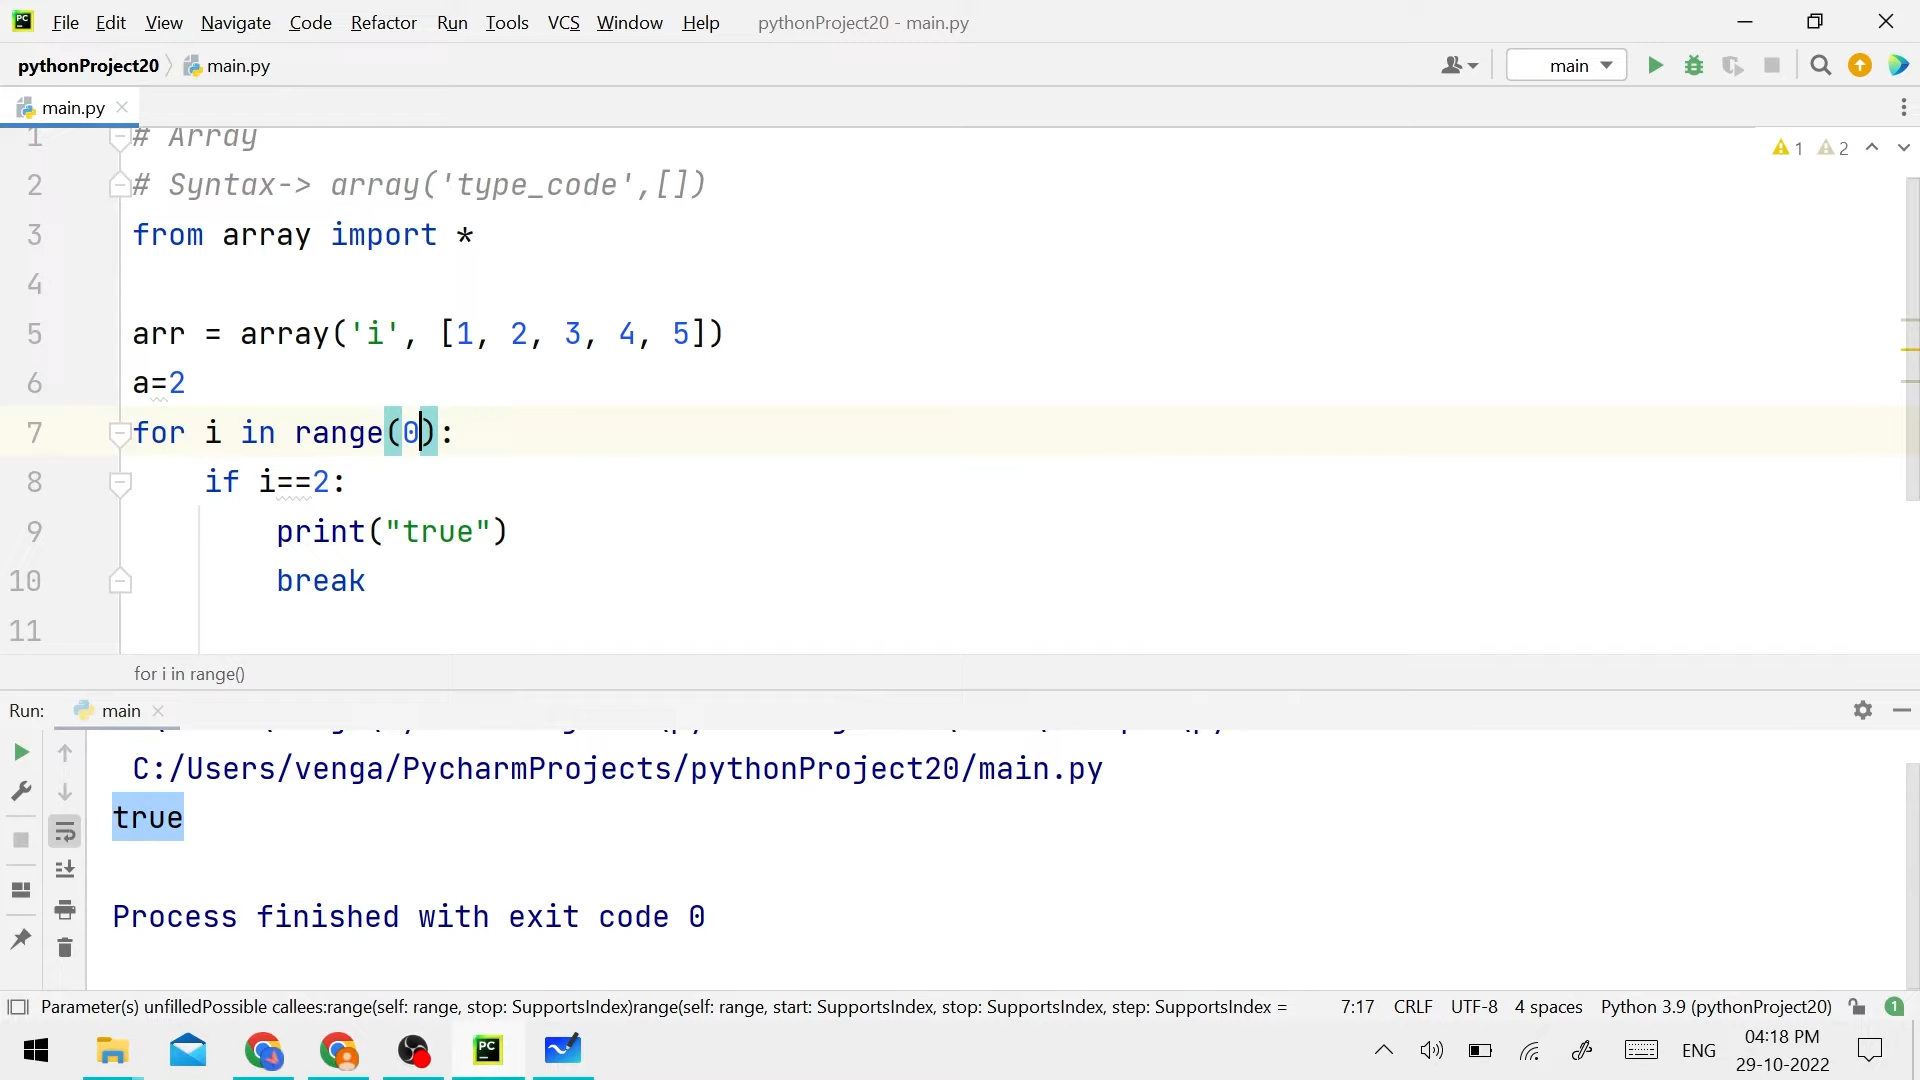 File Edit View Navigate Code Refactor Run Tools VCS Window Help pythonProject20 - main.py
pythonProject20 main.py main
main.py
1 # Array
1 2
2 # Syntax-> array('type_code',[])
3 from array import *
4
5 arr = array('i', [1, 2, 3, 4, 5])
6 a=2
7 for i in range(0):
8 if i==2:
9 print("true")
10 break
11
for i in range()
Run: main
C:/Users/venga/PycharmProjects/pythonProject20/main.py
true
Process finished with exit code 0
Parameter(s) unfilledPossible callees:range(self: range, stop: SupportsIndex)range(self: range, start: SupportsIndex, stop: SupportsIndex, step: SupportsIndex = 7:17 CRLF UTF-8 4 spaces Python 3.9 (pythonProject20) 1
ENG
04:18 PM
29-10-2022